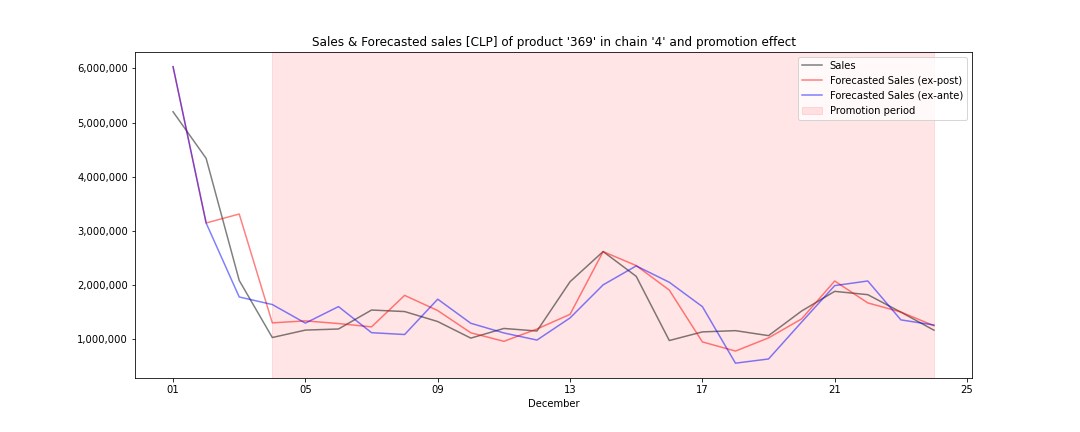 Sales & Forecasted sales [CLP] of product '369' in chain '4' and promotion effect
6,000,000
5,000,000
4,000,000
3,000,000
2,000,000
1,000,000
Sales
Forecasted Sales (ex-post)
Forecasted Sales (ex-ante)
Promotion period
01 05 09 13 17 21 25
December